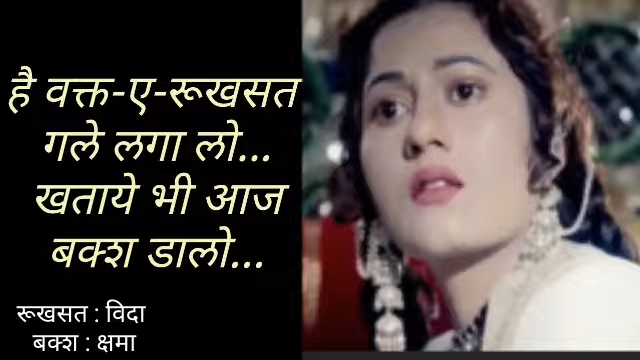 है वक्त-ए-रूखसत
गले लगा लो...
खताये भी आज
बक्श डालो...
रूखसत : विदा
बक्श : क्षमा